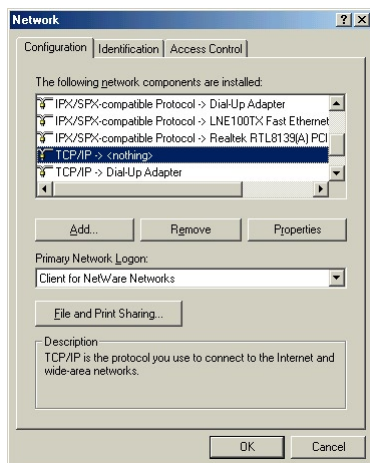 Network
Configuration Identification Access Control
The following network components are installed:
IPX/SPX-compatible Protocol -> Dial-Up Adapter
IPX/SPX-compatible Protocol -> LNE100TX Fast Ethernet
IPX/SPX-compatible Protocol -> Realtek RTL8139(A) PCI
TCP/IP -> <nothing>
TCP/IP -> Dial-Up Adapter
Add... Remove Properties
Primary Network Logon:
Client for NetWare Networks
File and Print Sharing...
Description
TCP/IP is the protocol you use to connect to the Internet and
wide-area networks.
OK Cancel